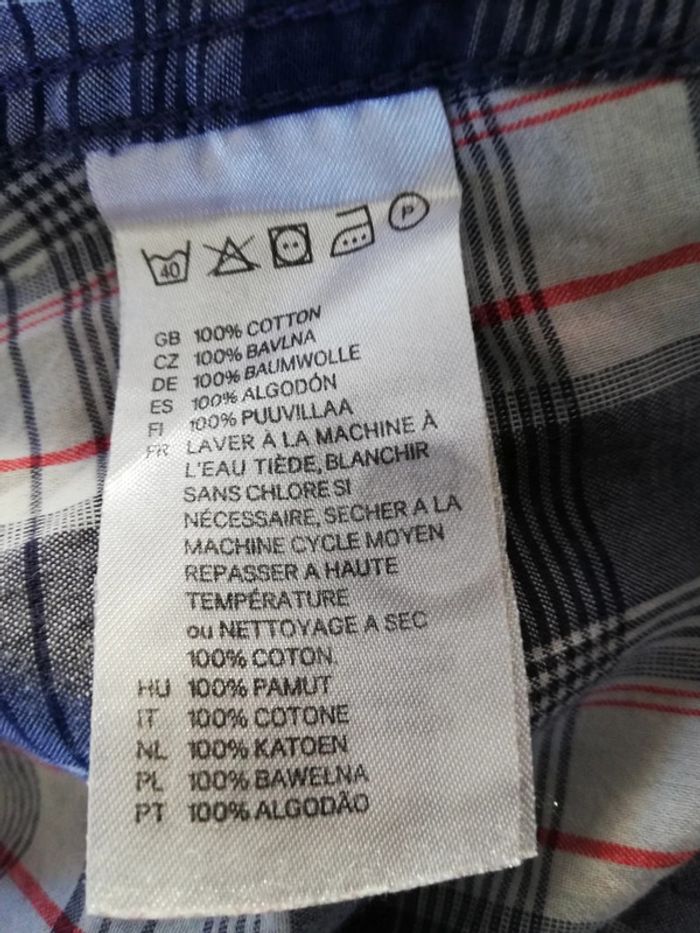 40
P
GB 100% COTTON
CZ 100% BAVLNA
DE 100% BAUMWOLLE
ES 100% ALGODÓN
FI 100% PUUVILLAA
FR LAVER À LA MACHINE À
L'EAU TIÈDE, BLANCHIR
SANS CHLORE SI
NÉCESSAIRE, SECHER A LA
MACHINE CYCLE MOYEN
REPASSER A HAUTE
TEMPÉRATURE
ou NETTOYAGE A SEC
100% COTON.
HU 100% PAMUT
IT 100% COTONE
NL 100% KATOEN
PL 100% BAWEŁNA
PT 100% ALGODÃO